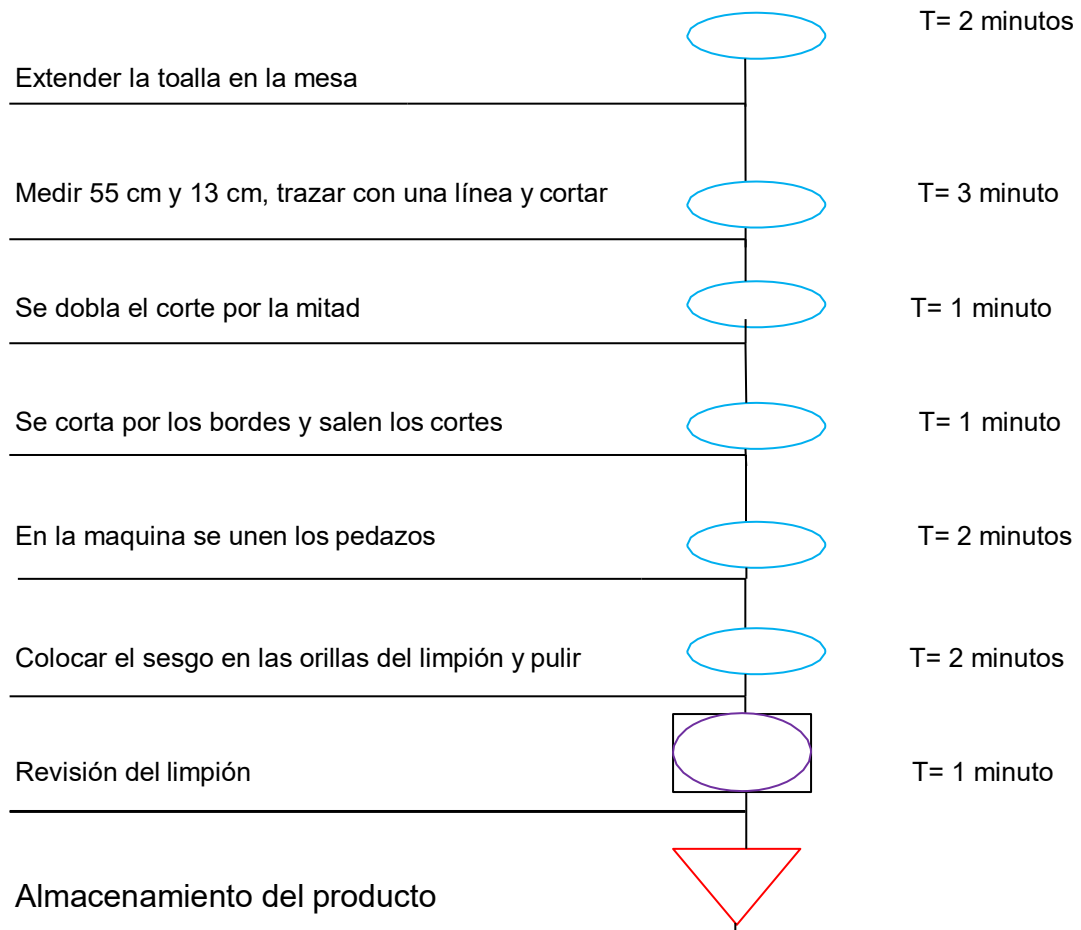 T= 2 minutos
Extender la toalla en la mesa
Medir 55 cm y 13 cm, trazar con una línea y cortar
T= 3 minuto
Se dobla el corte por la mitad
T= 1 minuto
Se corta por los bordes y salen los cortes
T= 1 minuto
En la maquina se unen los pedazos
T= 2 minutos
Colocar el sesgo en las orillas del limpión y pulir
T= 2 minutos
Revisión del limpión
T= 1 minuto
Almacenamiento del producto